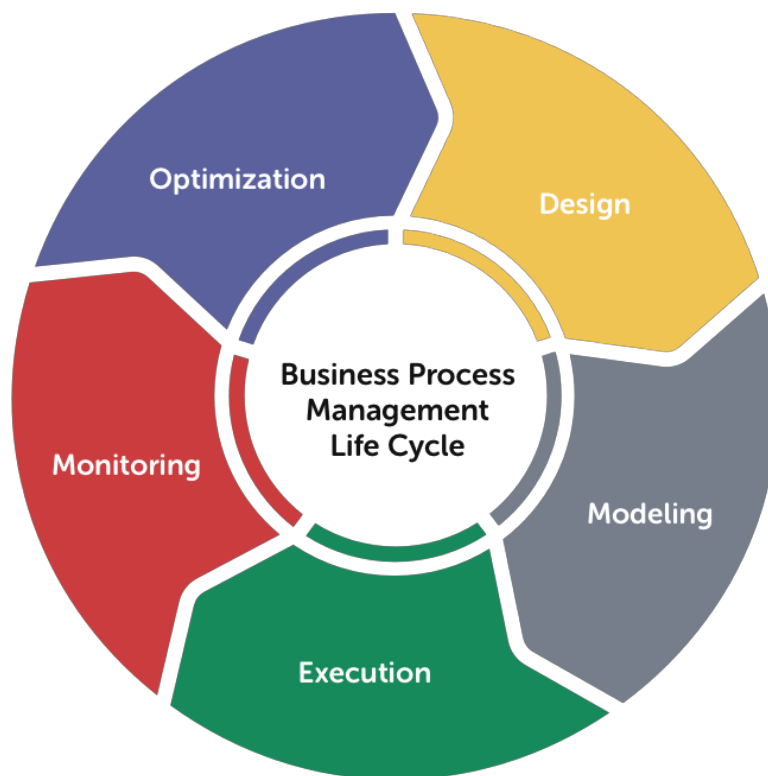 Optimization
Design
Business Process
Management
Life Cycle
Monitoring
Modeling
Execution